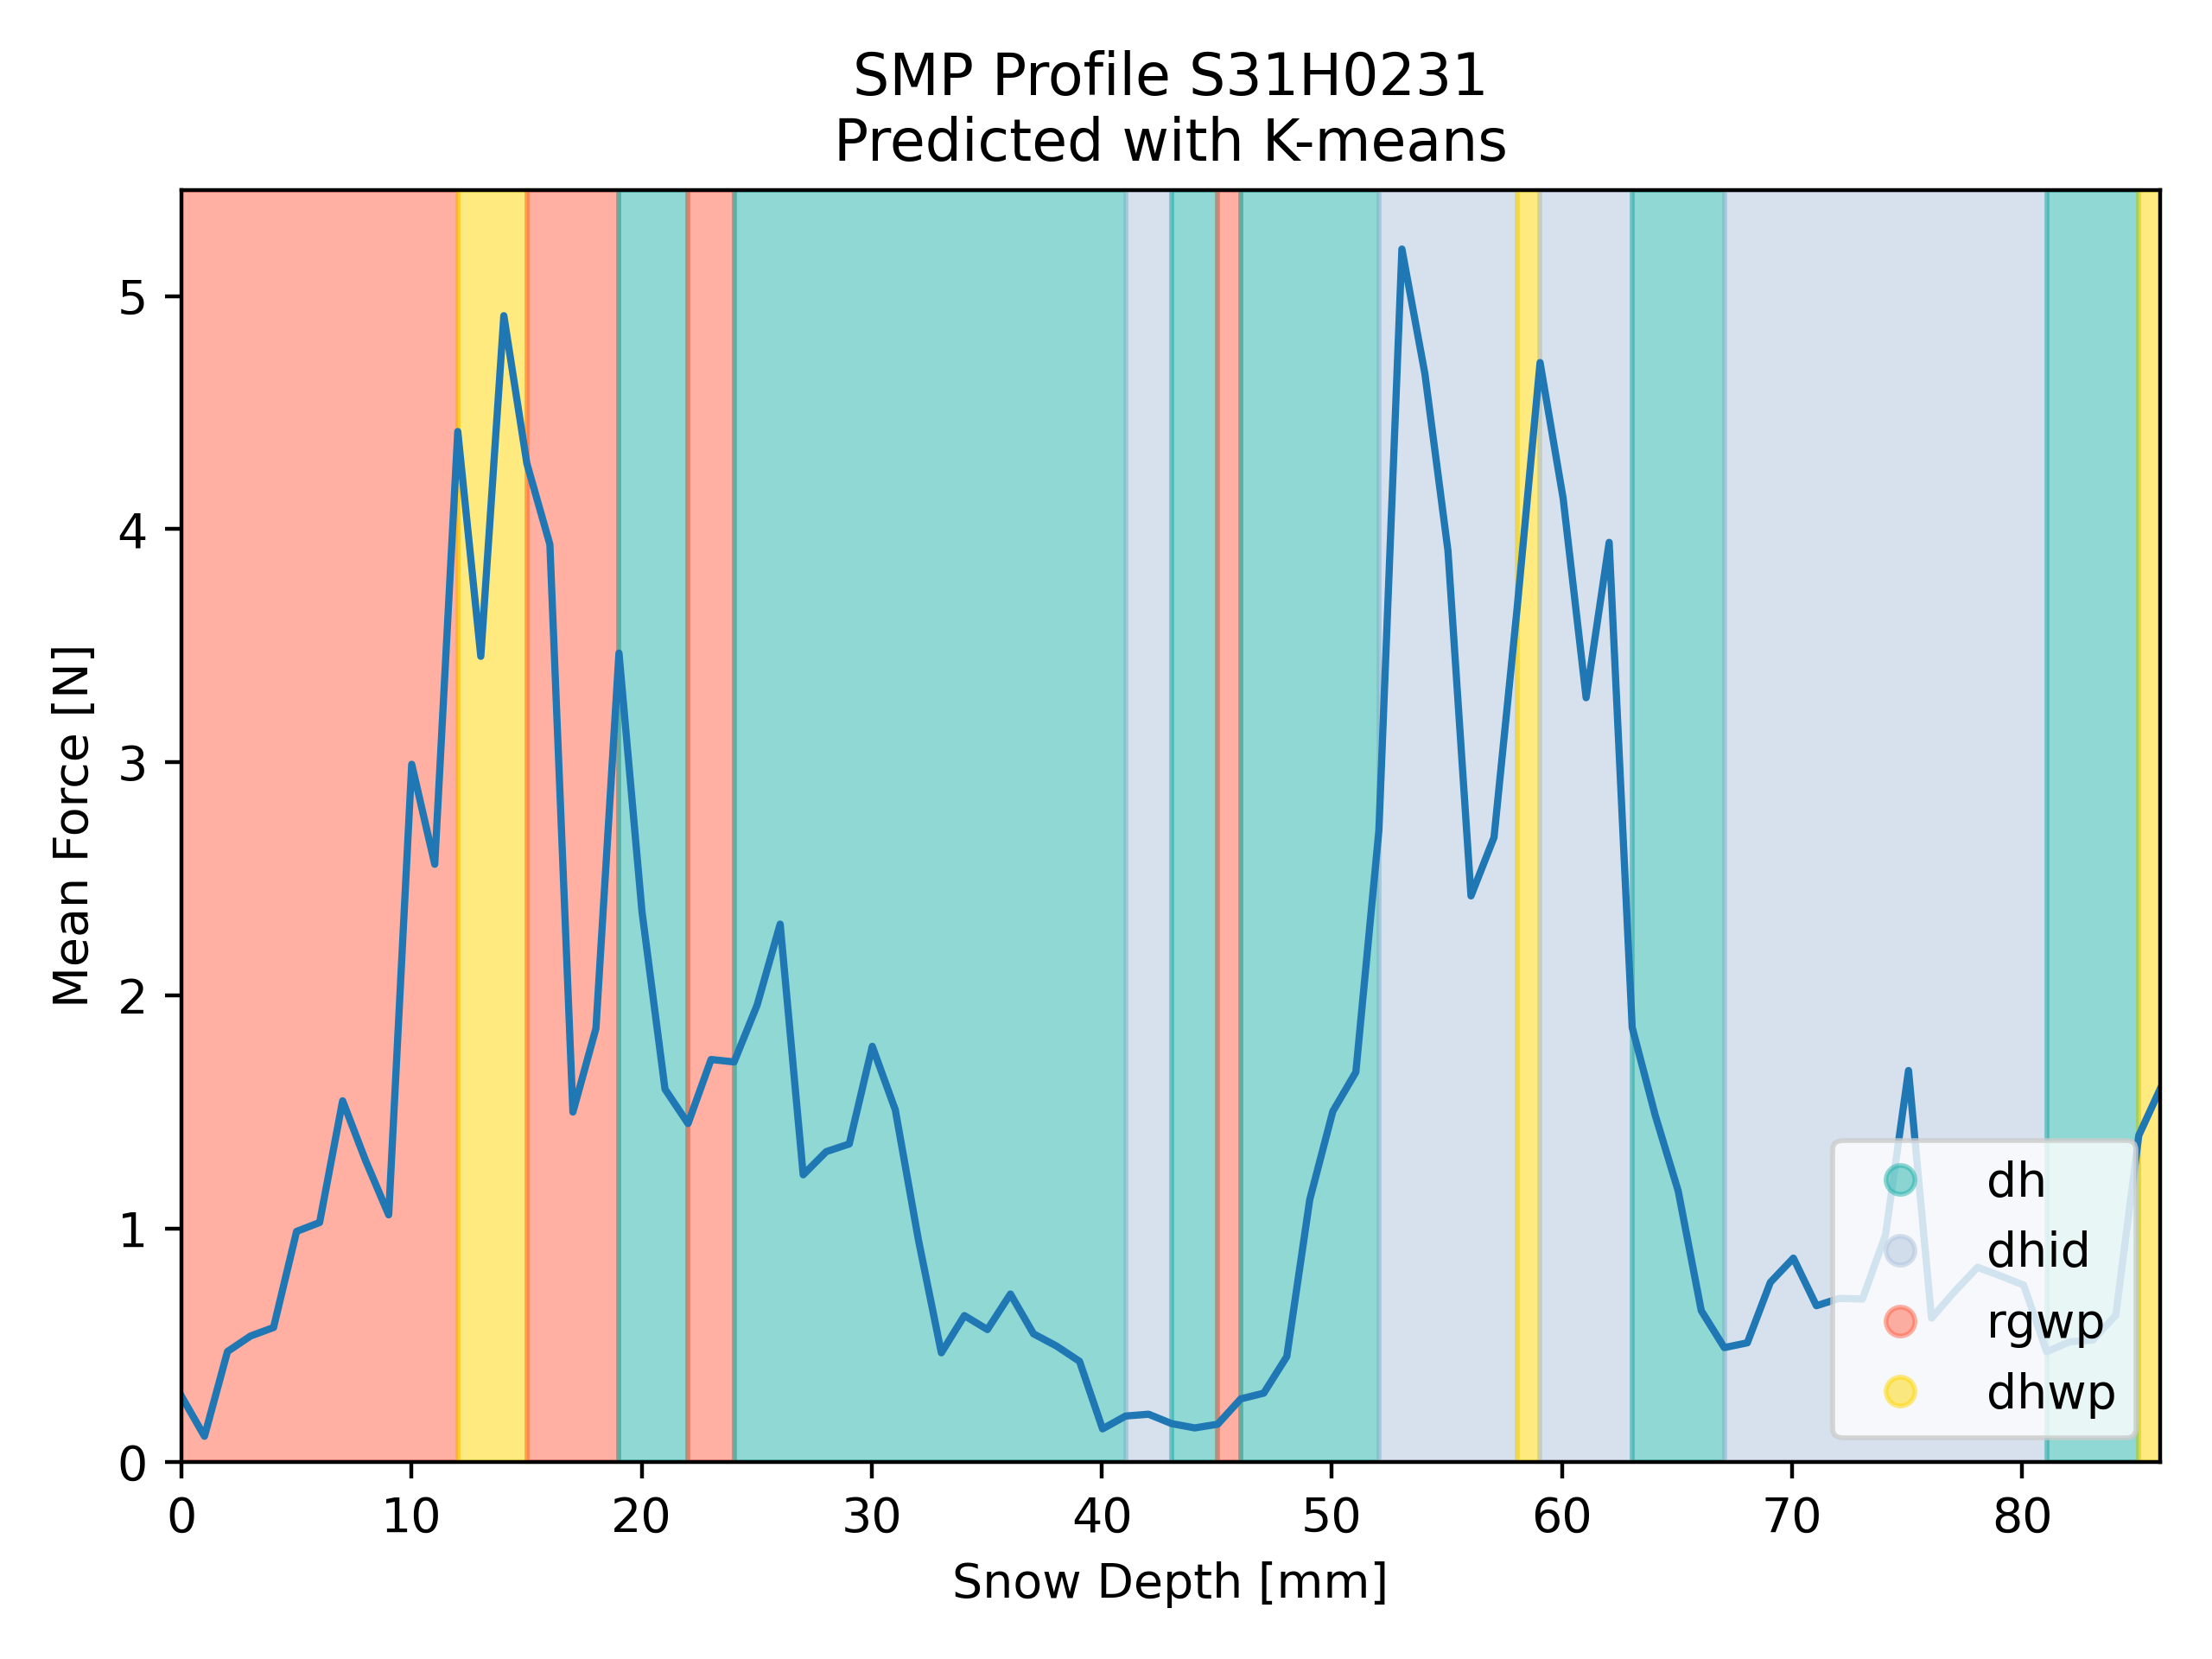 SMP Profile S31H0231
Predicted with K-means
Mean Force [N]
5
4
3
2
1
0
dh
dhid
rgwp
dhwp
0 10 20 30 40 50 60 70 80
Snow Depth [mm]